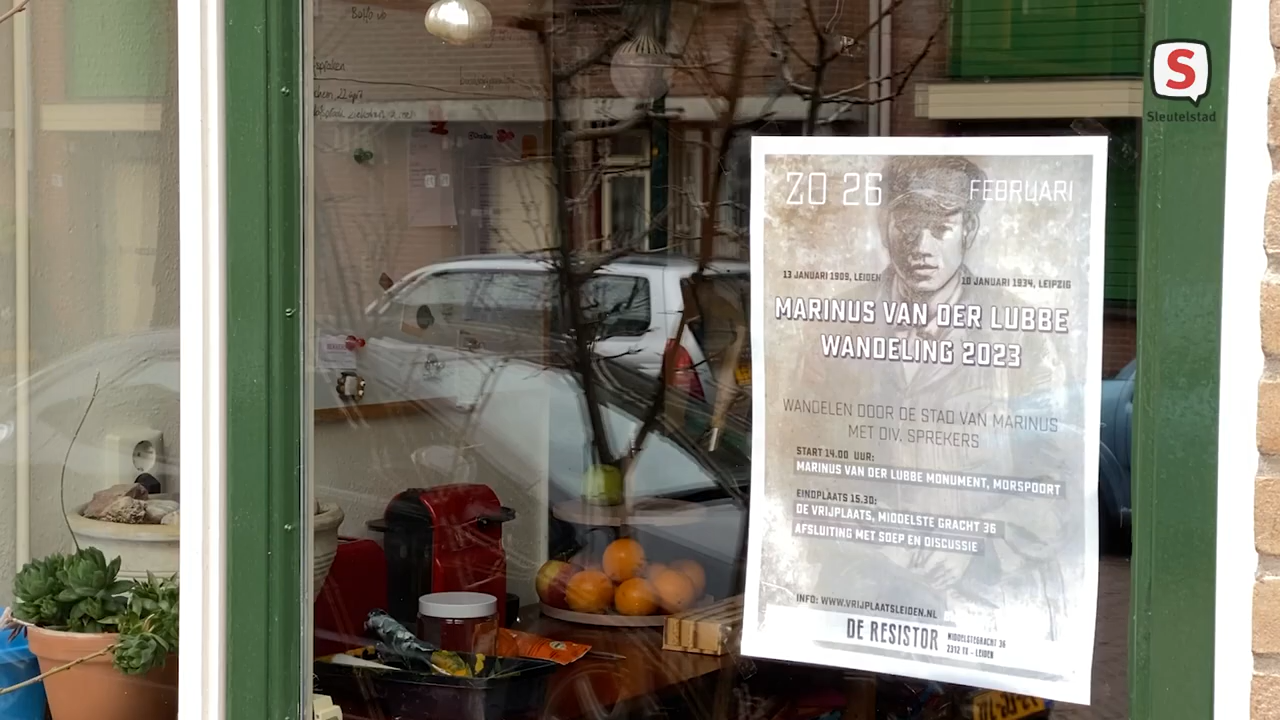 S
Sleutelstad
ZO 26 FEBRUARI
13 JANUARI 1909, LEIDEN
10 JANUARI 1934, LEIPZIG
MARINUS VAN DER LUBBE
WANDELING 2023
WANDELEN DOOR DE STAD VAN MARINUS
MET DIV. SPREKERS
START 14.00 UUR:
MARINUS VAN DER LUBBE MONUMENT, MORSPOORT
EINDPLAATS 15.30:
DE VRIJPLAATS, MIDDELSTE GRACHT 36
AFSLUITING MET SOEP EN DISCUSSIE
INFO: WWW.VRIJPLAATSLEIDEN.NL
DE RESISTOR
MIDDELSTEGRACHT 36
2312 TX - LEIDEN